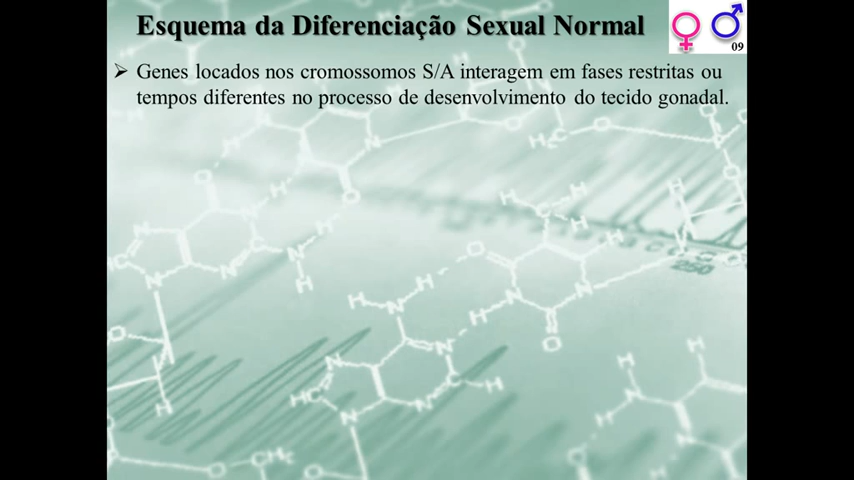 Esquema da Diferenciação Sexual Normal
09
Genes locados nos cromossomos S/A interagem em fases restritas ou
tempos diferentes no processo de desenvolvimento do tecido gonadal.
250